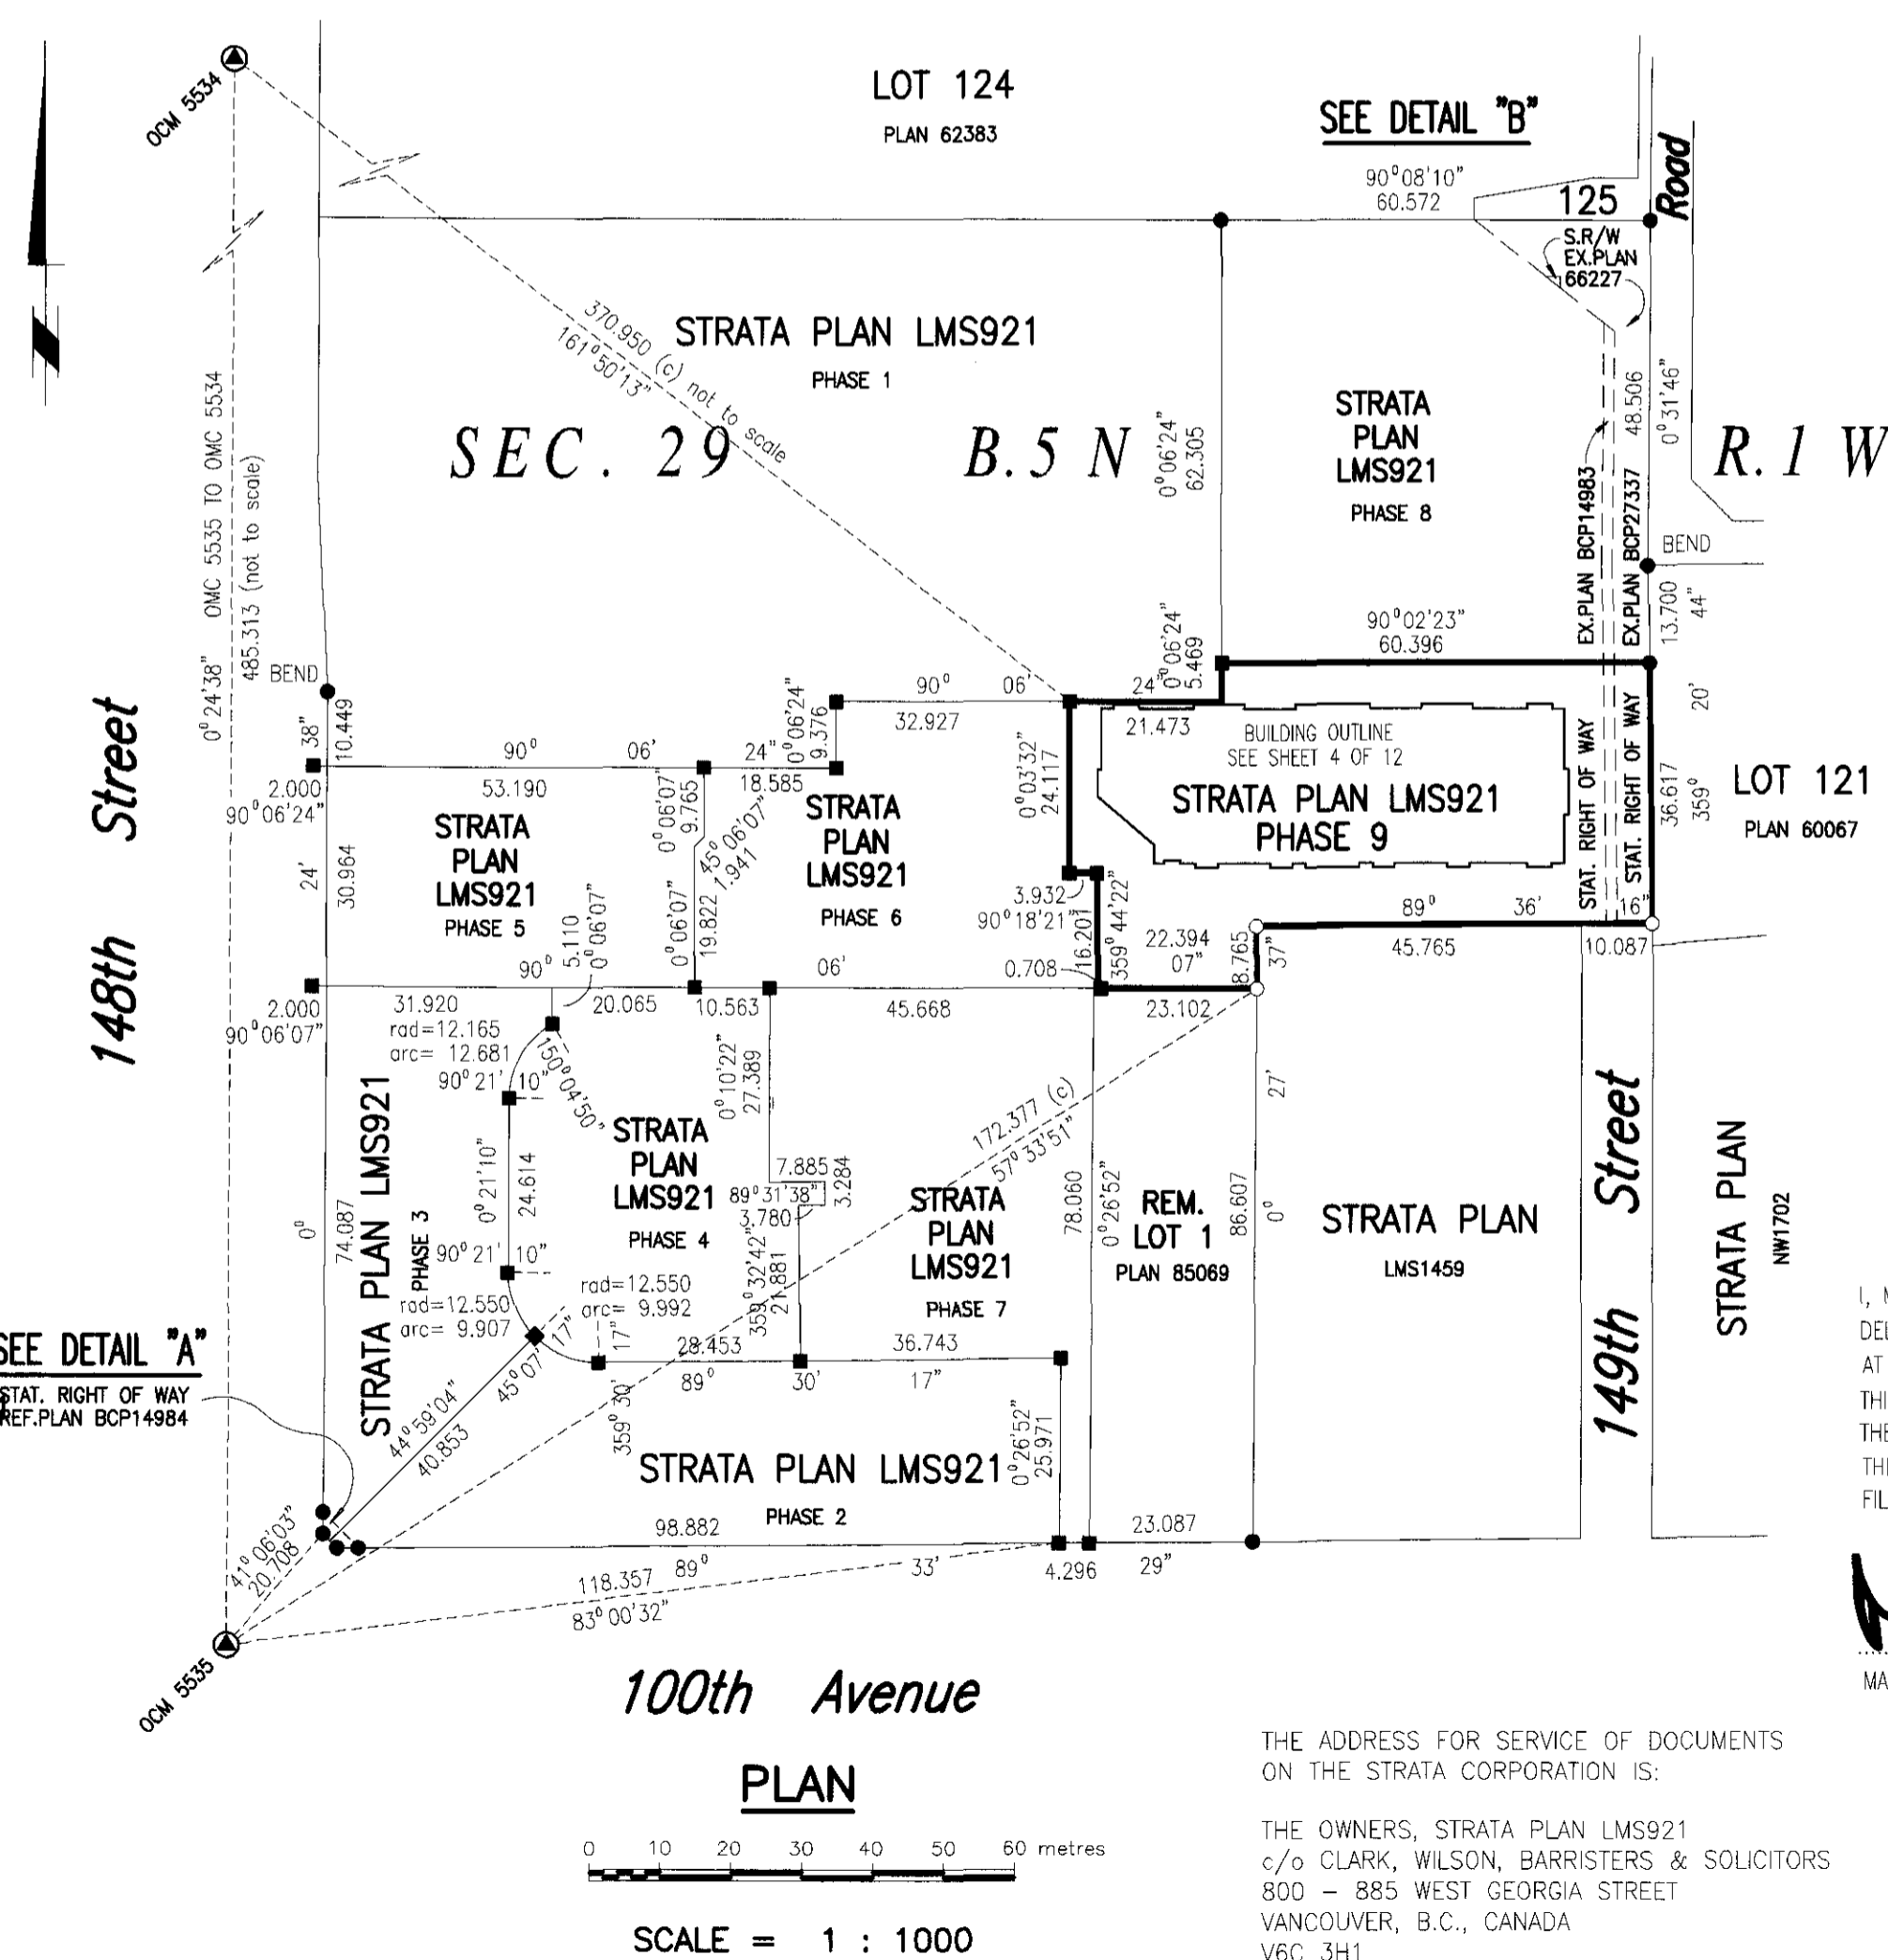 OCM 5534
LOT 124
PLAN 62383
SEE DETAIL "B"
90°08'10"
60.572
125
Road
S.R/W
EX.PLAN
66227
370.950 (c) not to scale
161°50'13"
STRATA PLAN LMS921
PHASE 1
SEC. 29
B.5 N
R.1 W
0°06'24"
62.305
STRATA
PLAN
LMS921
PHASE 8
48.506
0°31'46"
EX.PLAN BCP14983
EX.PLAN BCP27337
BEND
13.700
44"
0°24'38" OMC 5535 TO OMC 5534
485.313 (not to scale)
BEND
10.449
38"
90°02'23"
60.396
0°06'24"
5.469
90° 06' 24"
32.927
21.473
0°06'24"
9.376
BUILDING OUTLINE
SEE SHEET 4 OF 12
STRATA PLAN LMS921
PHASE 9
STAT. RIGHT OF WAY
STAT. RIGHT OF WAY
20'
36.617
359°
LOT 121
PLAN 60067
148th Street
2.000
90°06'24"
90° 06' 24"
53.190
18.585
0°06'07"
9.765
45°06'07"
1.941
0°03'32"
24.117
STRATA
PLAN
LMS921
PHASE 5
STRATA
PLAN
LMS921
PHASE 6
24'
30.964
5.110
0°06'07"
0°06'07"
19.822
3.932
90°18'21"
16.201
359°44'22"
22.394
07"
8.765
37"
89° 36' 16"
45.765
10.087
90° 06'
0.708
2.000
90°06'07"
31.920
20.065
10.563
45.668
23.102
rad=12.165
arc= 12.681
90°21' 10"
150°04'50"
0°10'22"
27.389
172.377 (c)
57°33'51"
27'
STRATA PLAN LMS921
PHASE 3
0°21'10"
24.614
STRATA
PLAN
LMS921
PHASE 4
7.885
89°31'38"
3.284
3.780
STRATA
PLAN
LMS921
PHASE 7
78.060
0°26'52"
REM.
LOT 1
PLAN 85069
86.607
0°
STRATA PLAN
LMS1459
149th Street
STRATA PLAN
NW1702
0°
74.087
90°21' 10"
rad=12.550
arc= 9.907
rad=12.550
arc= 9.992
359°32'42"
21.881
SEE DETAIL "A"
STAT. RIGHT OF WAY
REF.PLAN BCP14984
17"
45°07'
17"
28.453
36.743
89° 30' 17"
359° 30'
44°59'04"
40.853
STRATA PLAN LMS921
PHASE 2
0°26'52"
25.971
98.882
23.087
89° 33' 29"
4.296
41°06'03"
20.708
118.357
83°00'32"
OCM 5535
100th Avenue
PLAN
0 10 20 30 40 50 60 metres
SCALE = 1 : 1000
THE ADDRESS FOR SERVICE OF DOCUMENTS
ON THE STRATA CORPORATION IS:
THE OWNERS, STRATA PLAN LMS921
c/o CLARK, WILSON, BARRISTERS & SOLICITORS
800 – 885 WEST GEORGIA STREET
VANCOUVER, B.C., CANADA
V6C 3H1
AT